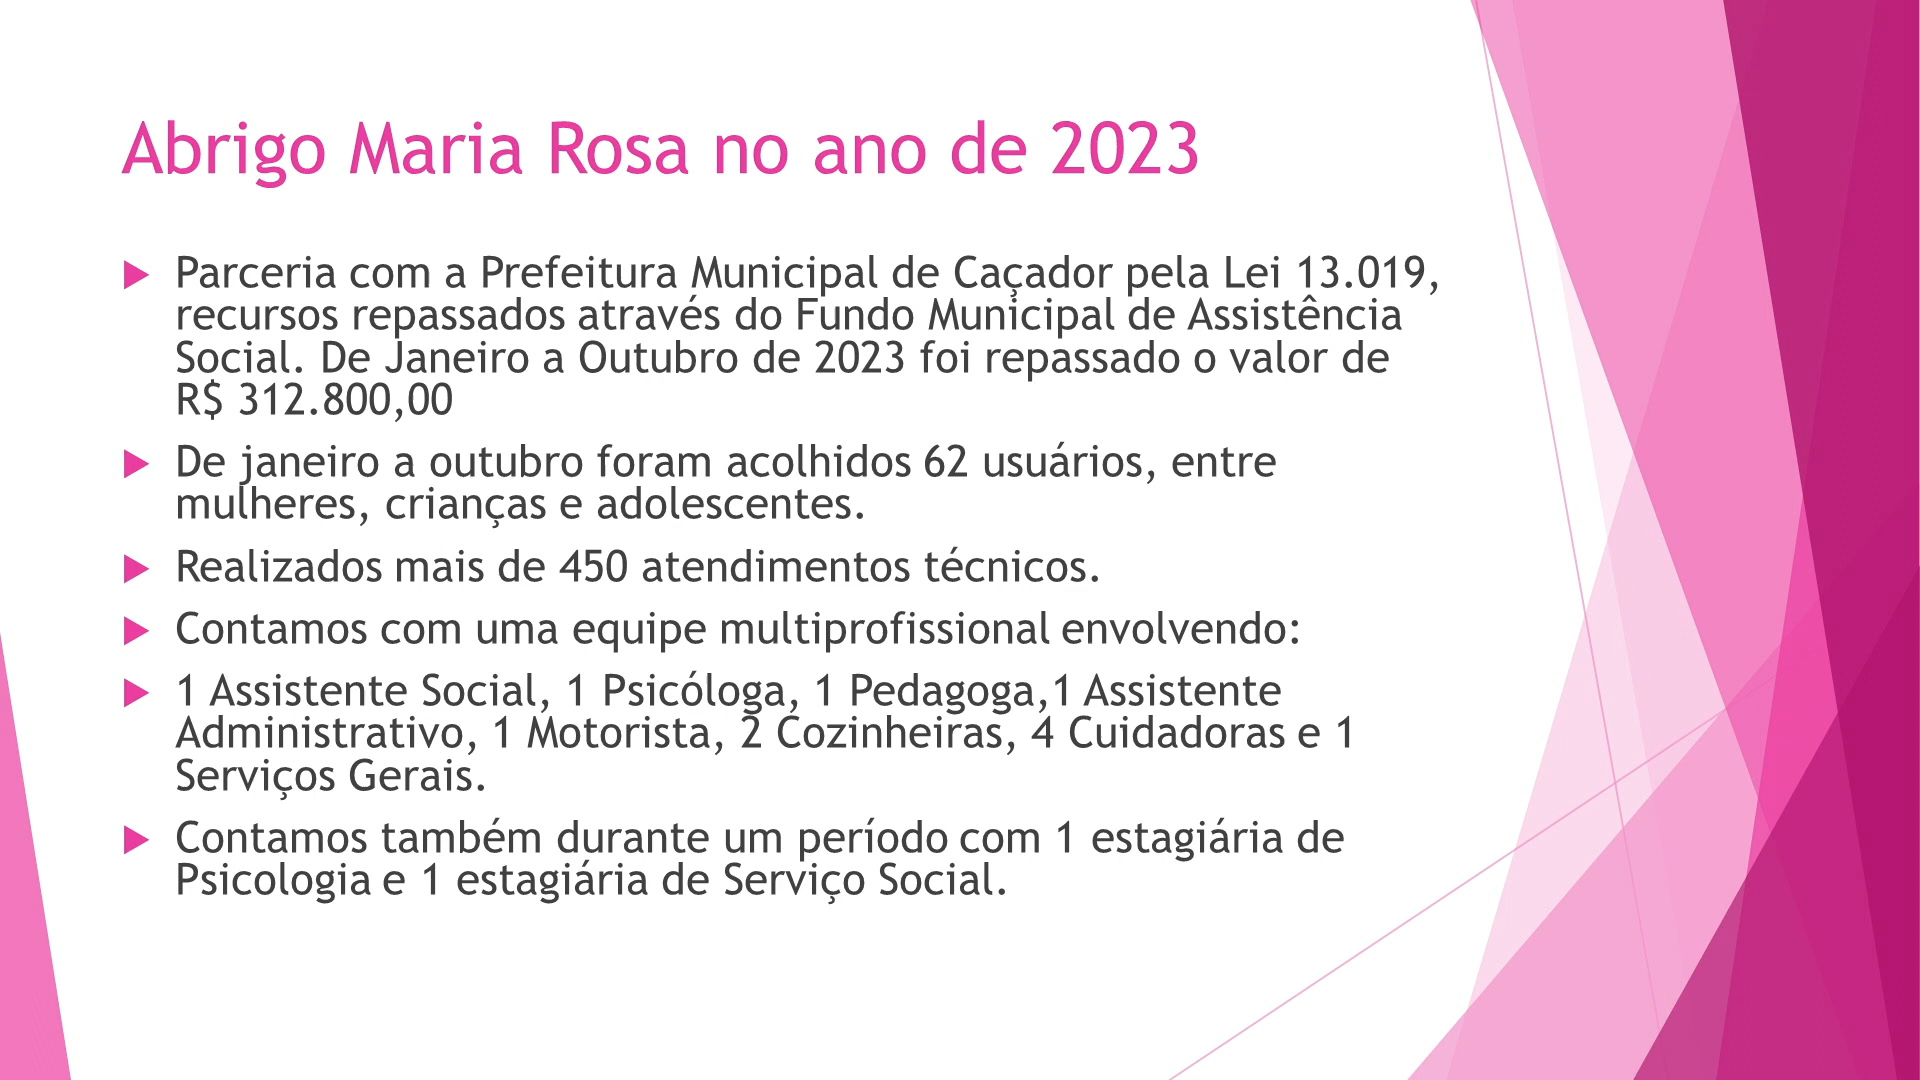 Abrigo Maria Rosa no ano de 2023
Parceria com a Prefeitura Municipal de Caçador pela Lei 13.019,
recursos repassados através do Fundo Municipal de Assistência
Social. De Janeiro a Outubro de 2023 foi repassado o valor de
R$ 312.800,00
De janeiro a outubro foram acolhidos 62 usuários, entre
mulheres, crianças e adolescentes.
Realizados mais de 450 atendimentos técnicos.
Contamos com uma equipe multiprofissional envolvendo:
1 Assistente Social, 1 Psicóloga, 1 Pedagoga,1 Assistente
Administrativo, 1 Motorista, 2 Cozinheiras, 4 Cuidadoras e 1
Serviços Gerais.
Contamos também durante um período com 1 estagiária de
Psicologia e 1 estagiária de Serviço Social.